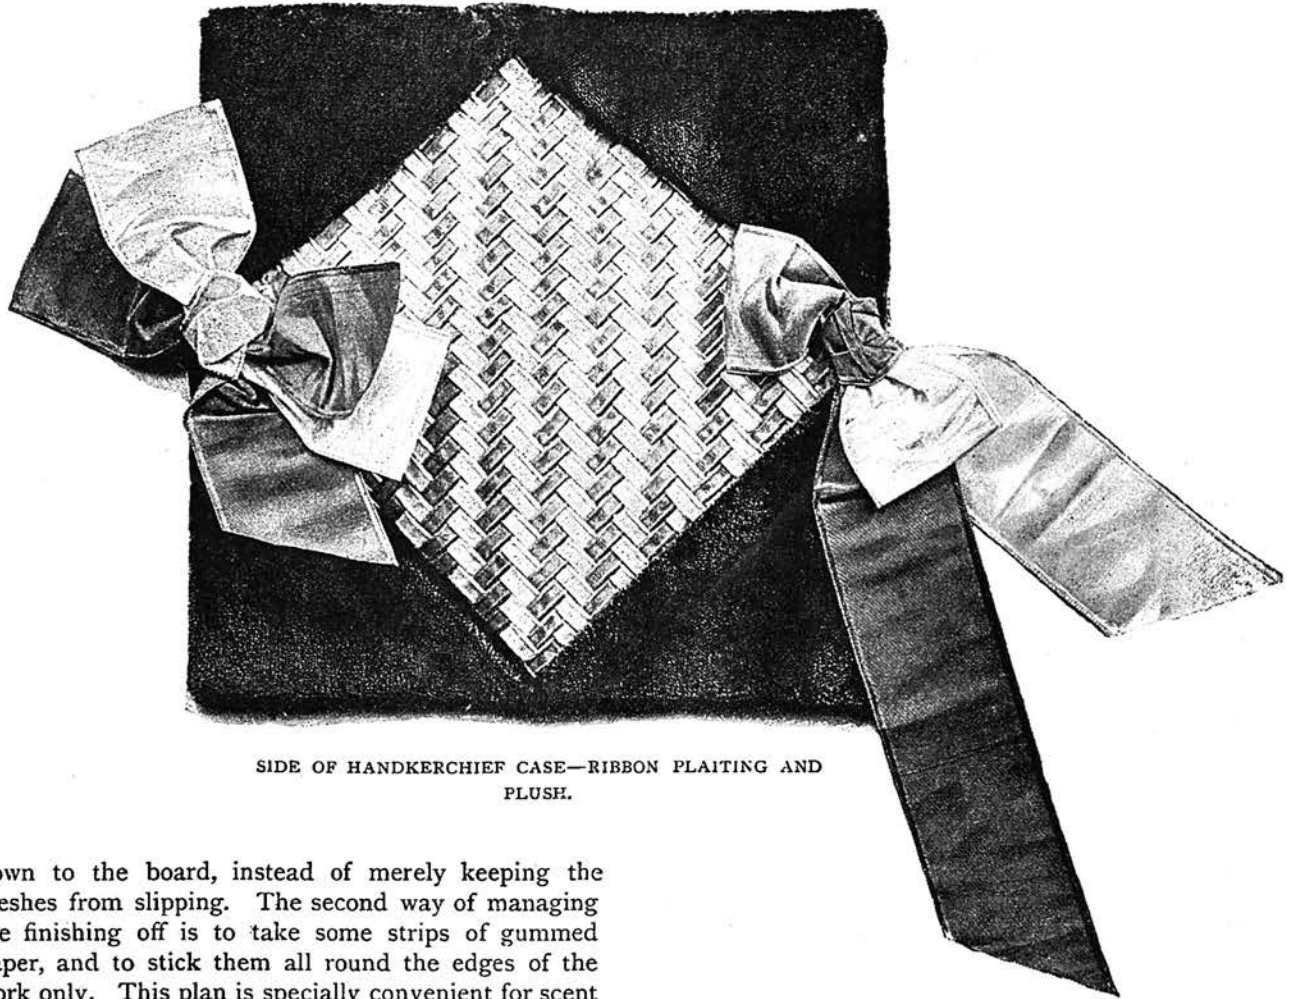 SIDE OF HANDKERCHIEF CASE—RIBBON PLAITING AND
PLUSH.
own to the board, instead of merely keeping the
eshes from slipping. The second way of managing
e finishing off is to take some strips of gummed
aper, and to stick them all round the edges of the
ork only. This plan is specially convenient for scent